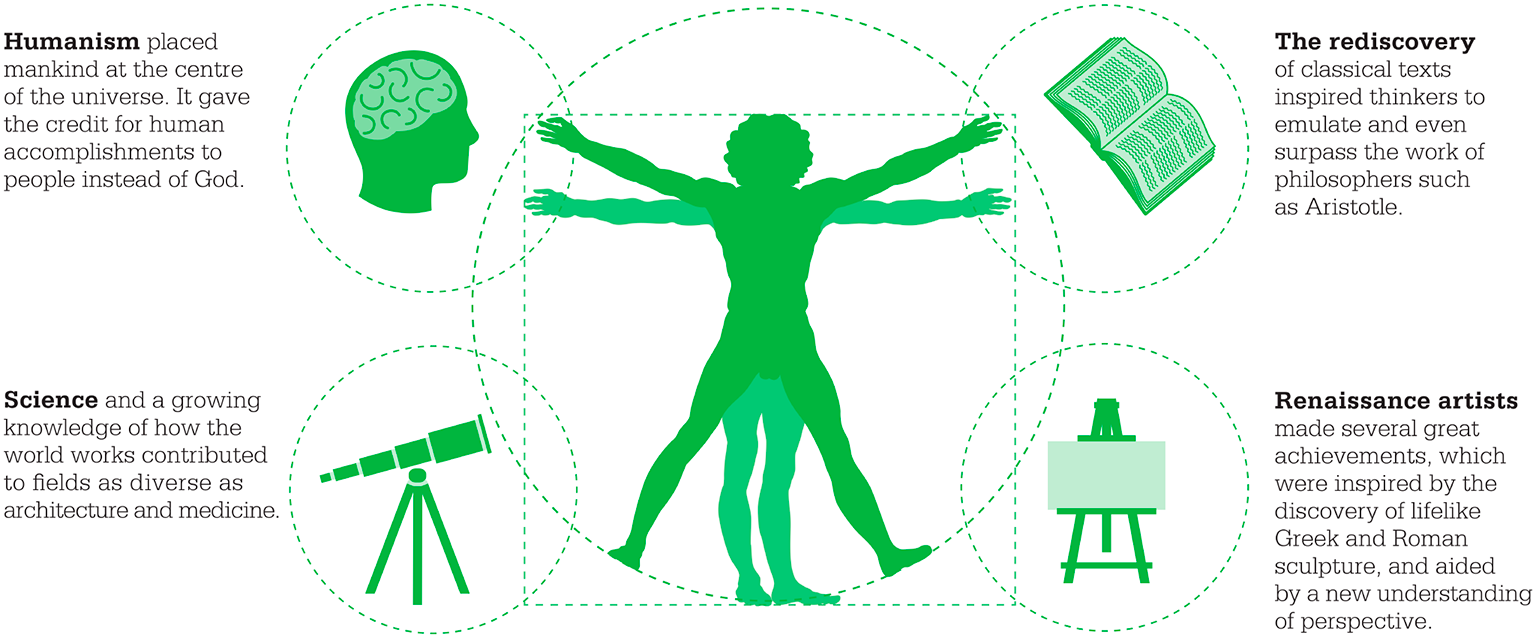 Humanism placed
mankind at the centre
of the universe. It gave
the credit for human
accomplishments to
people instead of God.
The rediscovery
of classical texts
inspired thinkers to
emulate and even
surpass the work of
philosophers such
as Aristotle.
Science and a growing
knowledge of how the
world works contributed
to fields as diverse as
architecture and medicine.
Renaissance artists
made several great
achievements, which
were inspired by the
discovery of lifelike
Greek and Roman
sculpture, and aided
by a new understanding
of perspective.